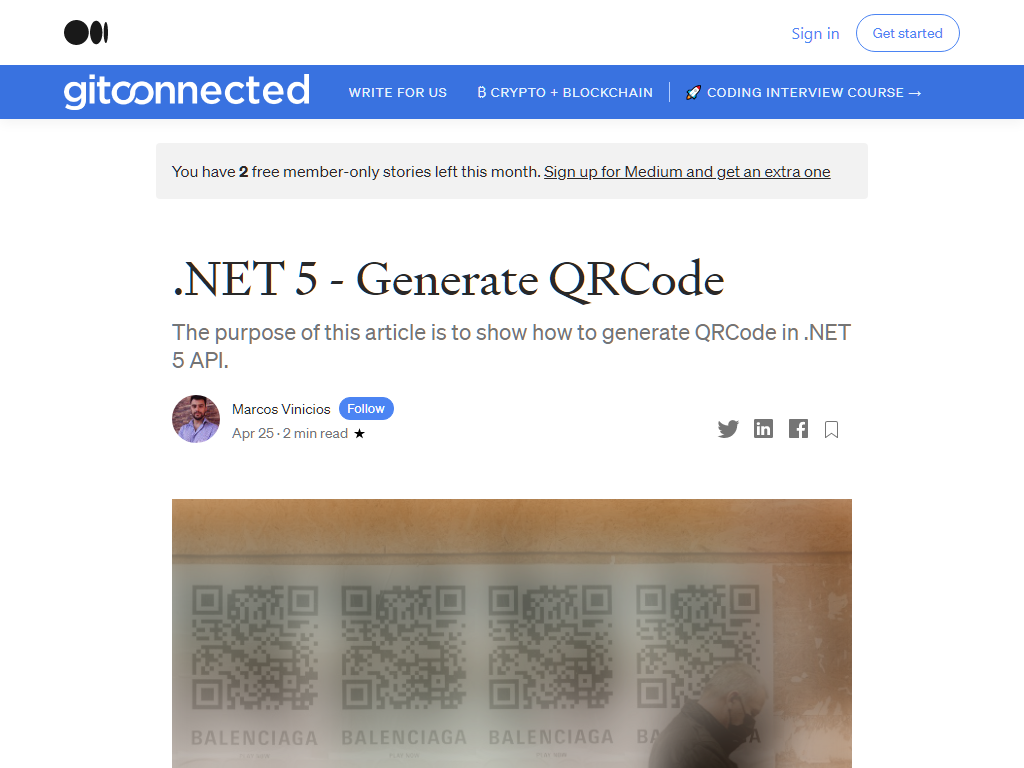 Sign in
Get started
gitconnected
WRITE FOR US
₿ CRYPTO + BLOCKCHAIN
🚀 CODING INTERVIEW COURSE →
You have 2 free member-only stories left this month. Sign up for Medium and get an extra one
.NET 5 - Generate QRCode
The purpose of this article is to show how to generate QRCode in .NET
5 API.
Marcos Vinicios
Follow
Apr 25 · 2 min read ★
BALENCIAGA BALENCIAGA BALENCIAGA